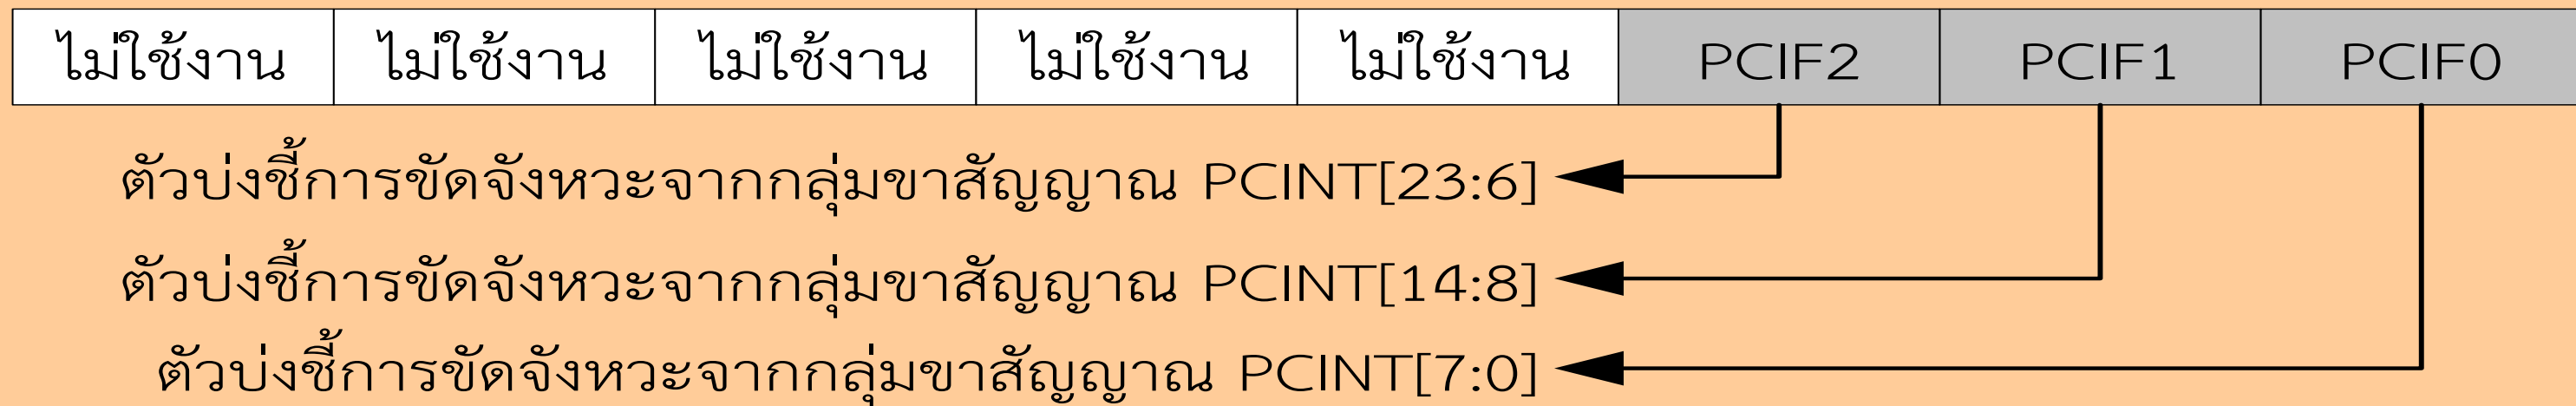 ไม่ใช้งาน ไม่ใช้งาน ไม่ใช้งาน ไม่ใช้งาน ไม่ใช้งาน PCIF2 PCIF1 PCIF0
ตัวบ่งชี้การขัดจังหวะจากกลุ่มขาสัญญาณ PCINT[23:6]
ตัวบ่งชี้การขัดจังหวะจากกลุ่มขาสัญญาณ PCINT[14:8]
ตัวบ่งชี้การขัดจังหวะจากกลุ่มขาสัญญาณ PCINT[7:0]